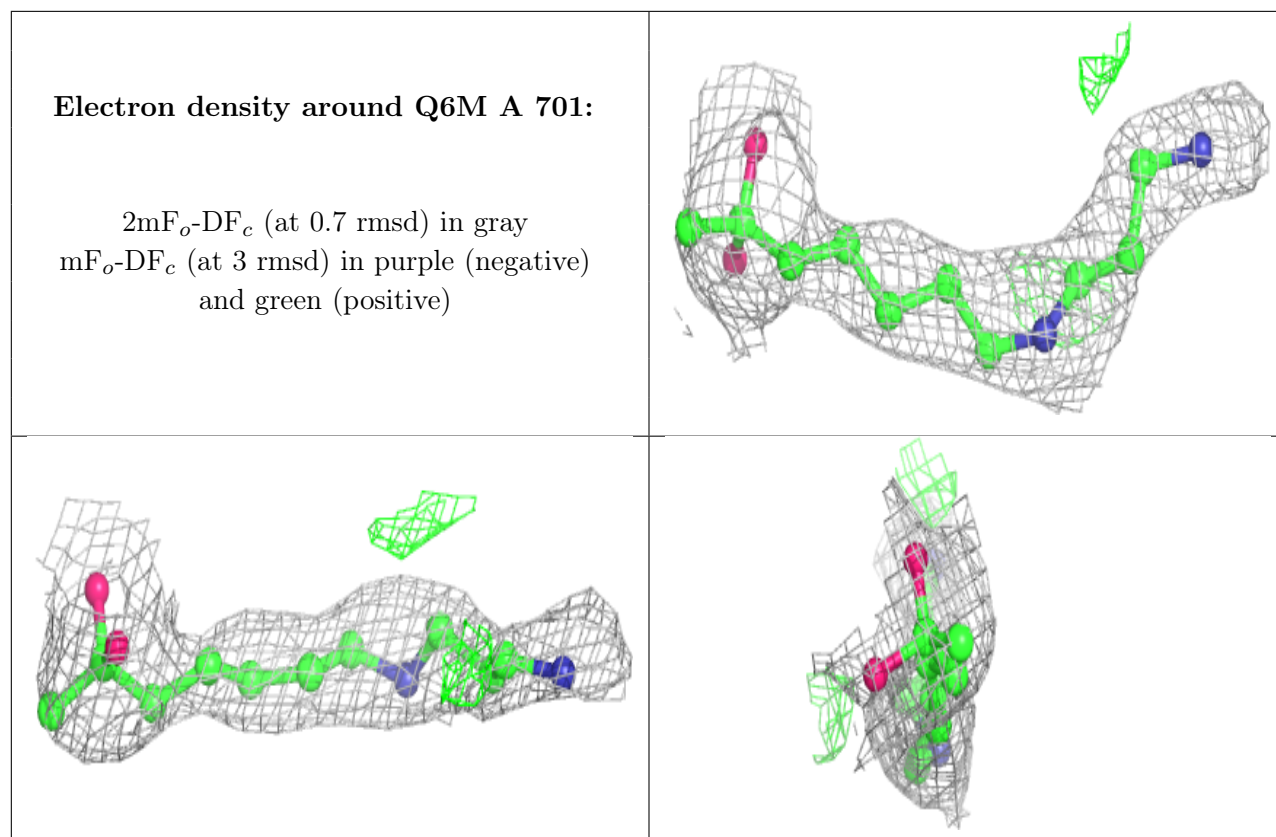 Electron density around Q6M A 701:
2mFo-DFc (at 0.7 rmsd) in gray
mFo-DFc (at 3 rmsd) in purple (negative)
and green (positive)